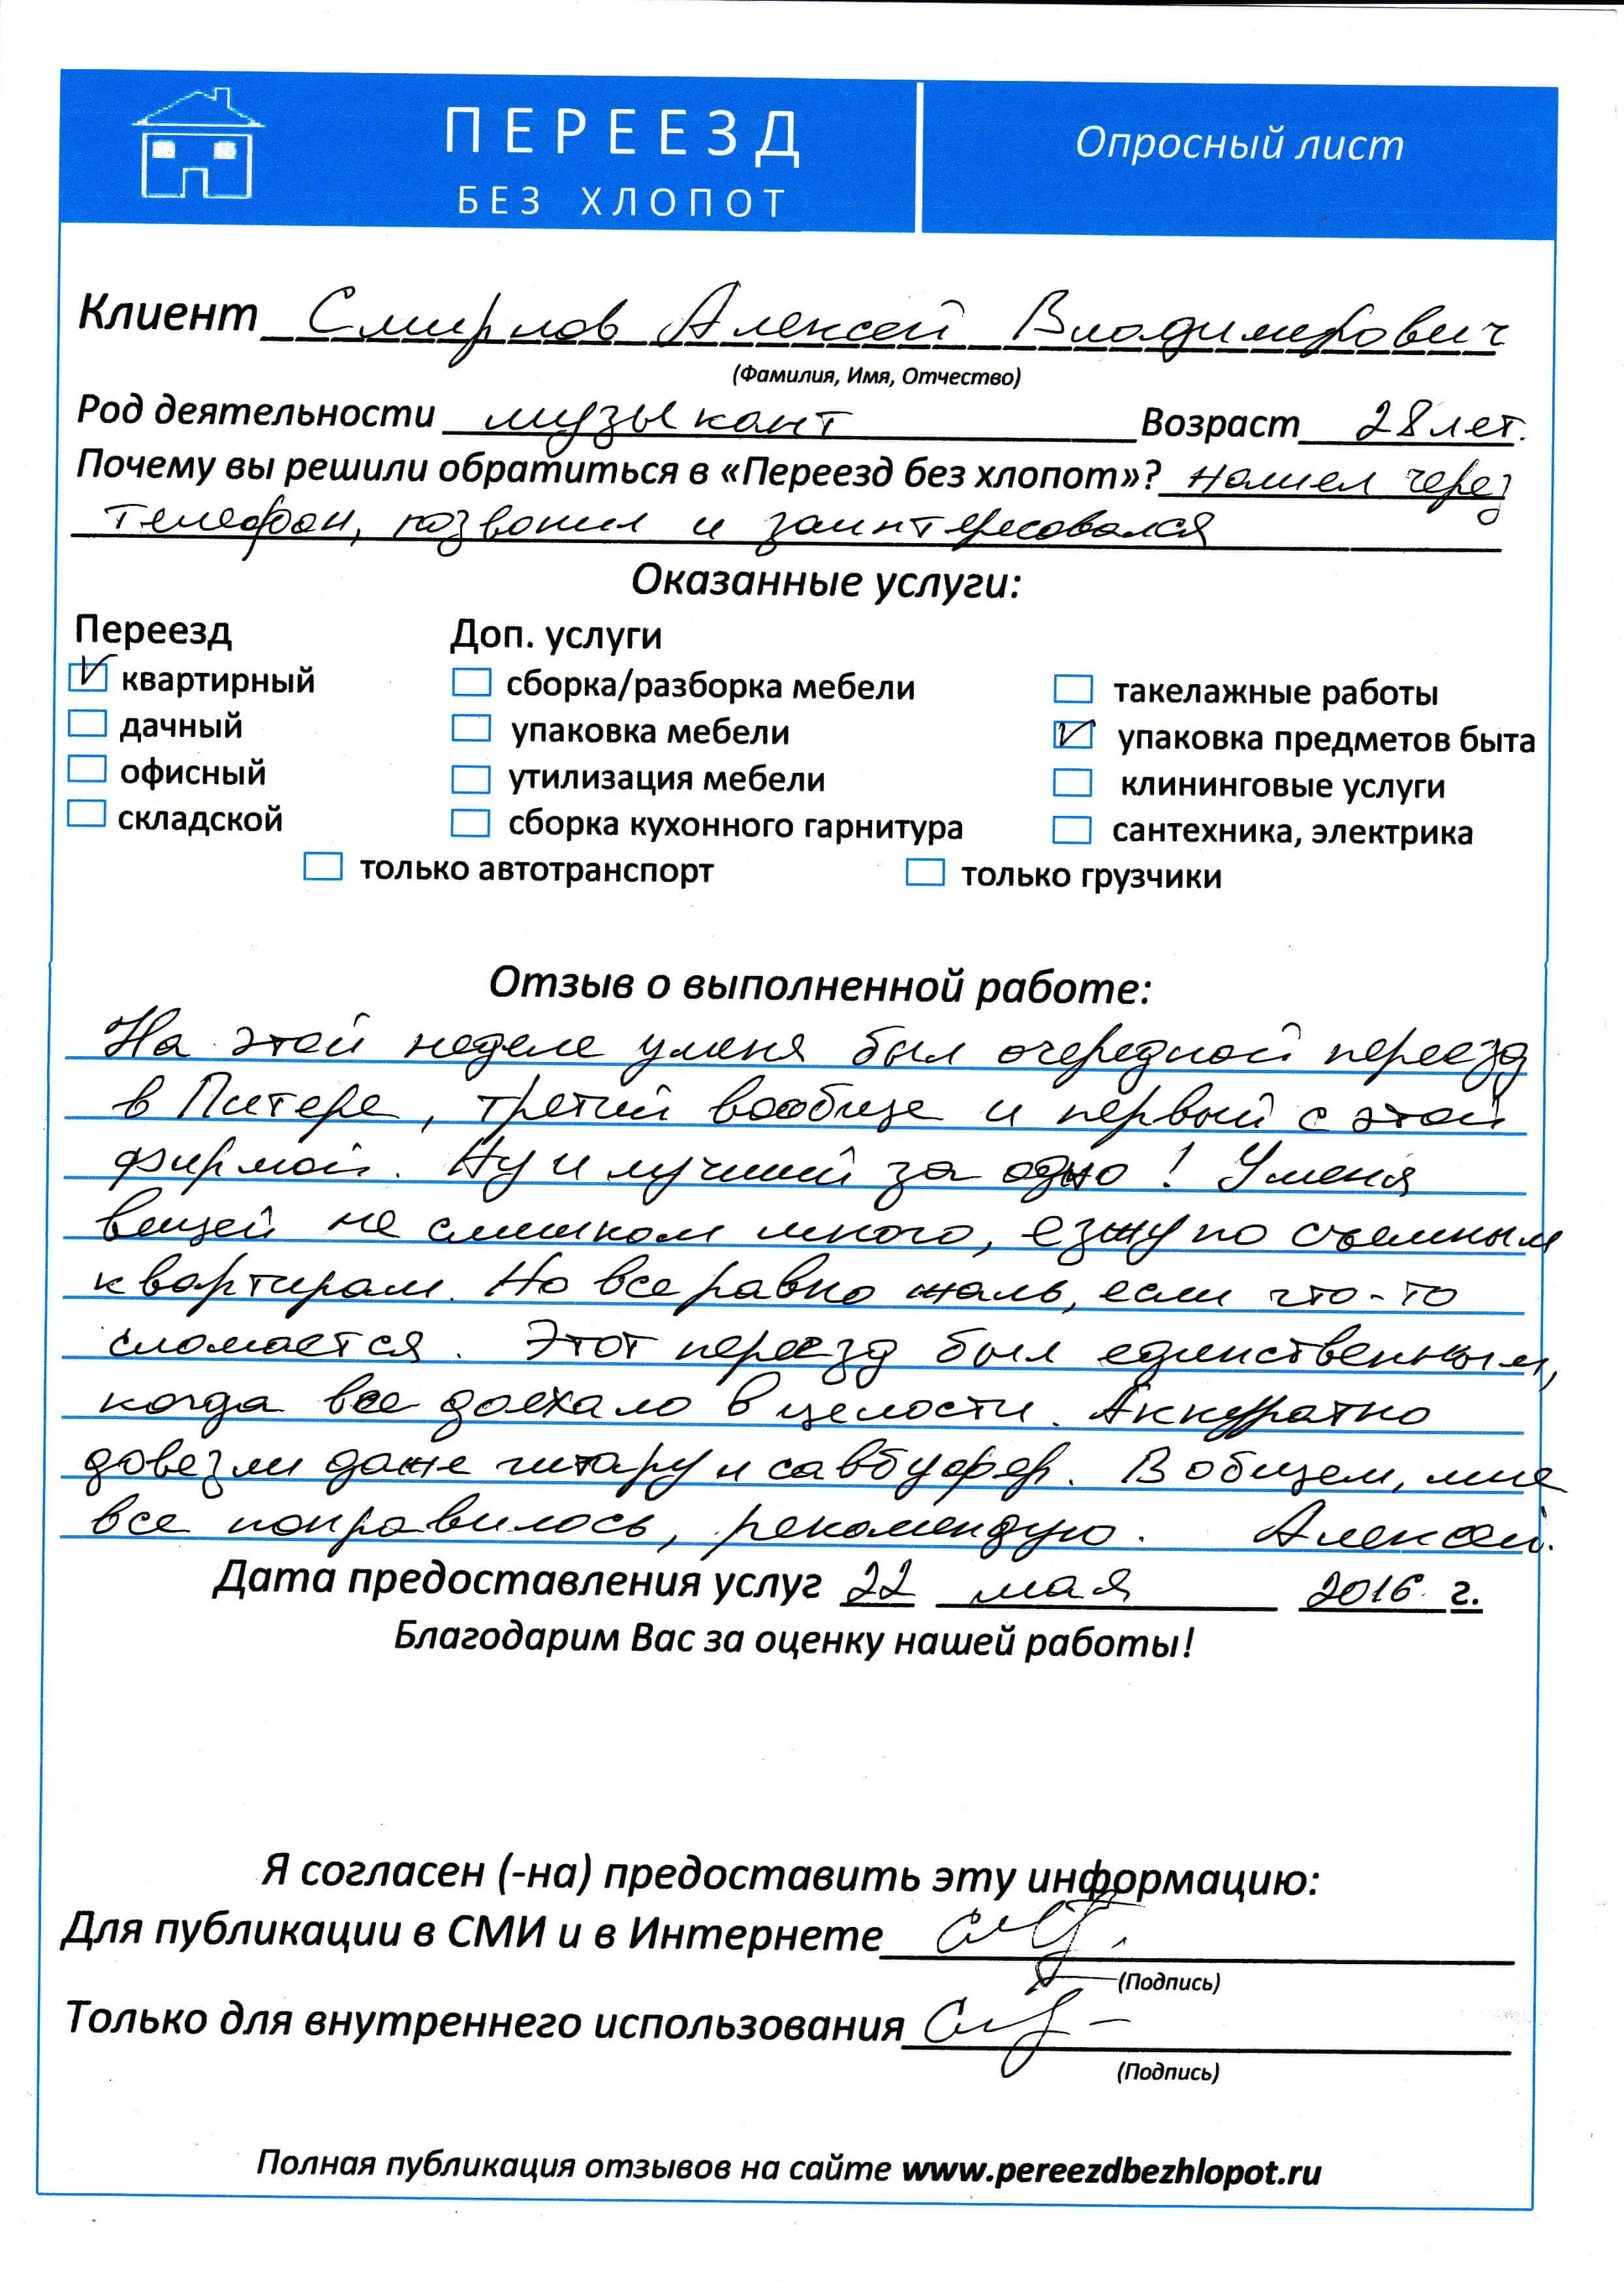 ПЕРЕЕЗД
БЕЗ ХЛОПОТ
Опросный лист
Клиент Смирнов Алексей Владимирович
(Фамилия, Имя, Отчество)
Род деятельности музыкант Возраст 28 лет.
Почему вы решили обратиться в «Переезд без хлопот»? нашел через
телефон, позвонил и заинтересовался
Оказанные услуги:
Переезд Доп. услуги
квартирный сборка/разборка мебели такелажные работы
дачный упаковка мебели упаковка предметов быта
офисный утилизация мебели клининговые услуги
складской сборка кухонного гарнитура сантехника, электрика
только автотранспорт только грузчики
Отзыв о выполненной работе:
На этой неделе у меня был очередной переезд
в Питере, третий вообще и первый с этой
фирмой. Ну и лучший за одно! У меня
вещей не слишком много, езжу по съемным
квартирам. Но все равно жаль, если что-то
сломается. Этот переезд был единственным,
когда все доехало в целости. Аккуратно
довезли даже гитару и савбуфер. В общем, мне
все понравилось, рекомендую. Алексей.
Дата предоставления услуг 22 мая 2016 г.
Благодарим Вас за оценку нашей работы!
Я согласен (-на) предоставить эту информацию:
Для публикации в СМИ и в Интернете
(Подпись)
Только для внутреннего использования
(Подпись)
Полная публикация отзывов на сайте www.pereezdbezhlopot.ru